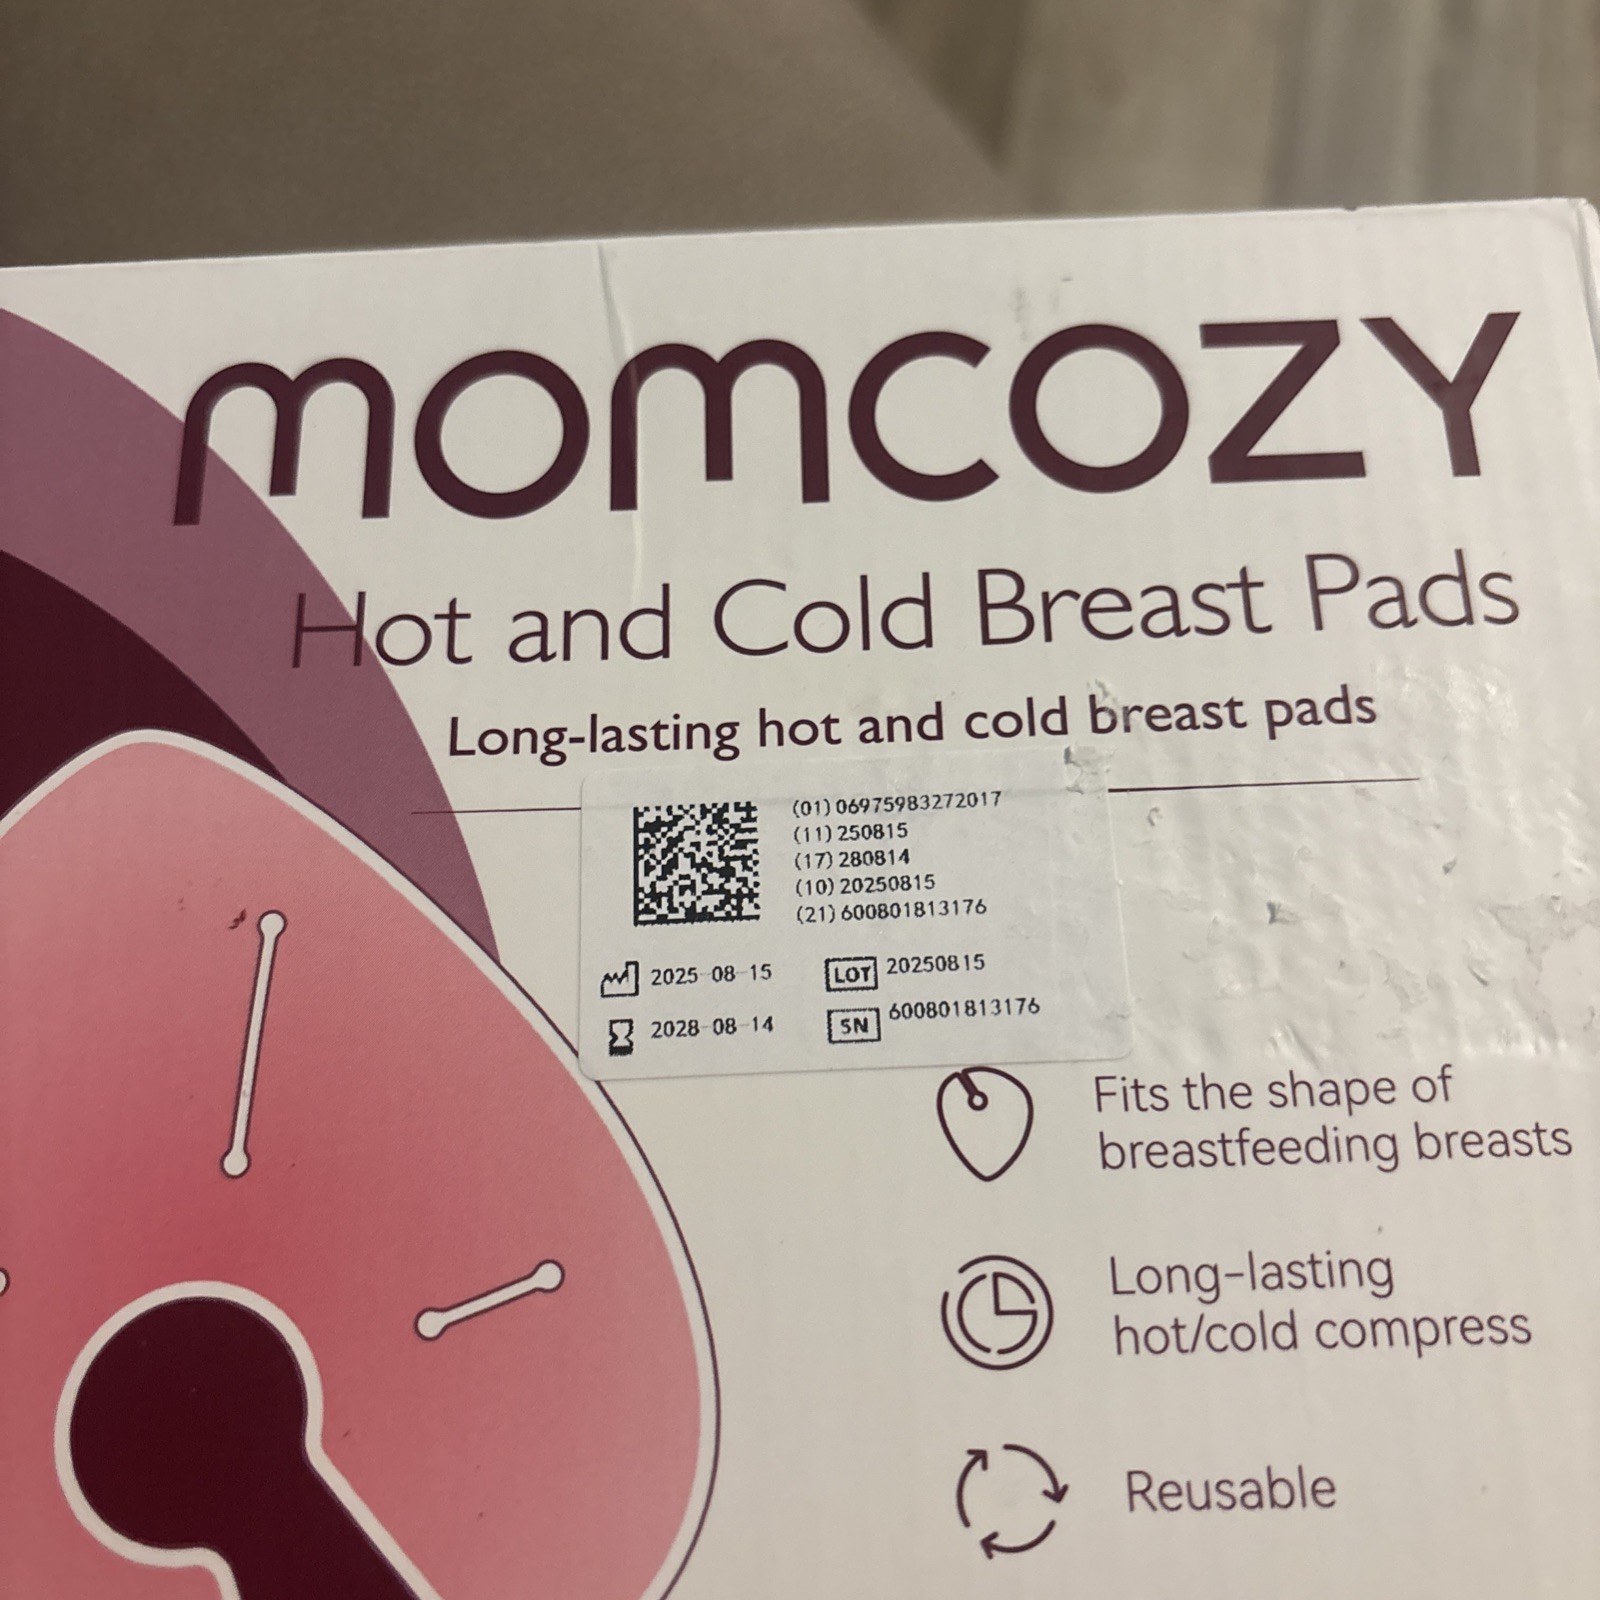 momcozy
Hot and Cold Breast Pads
Long-lasting hot and cold breast pads
(01) 06975983272017
(11) 250815
(17) 280814
(10) 20250815
(21) 600801813176
2025-08-15
LOT 20250815
2028-08-14
SN 600801813176
Fits the shape of
breastfeeding breasts
Long-lasting
hot/cold compress
Reusable